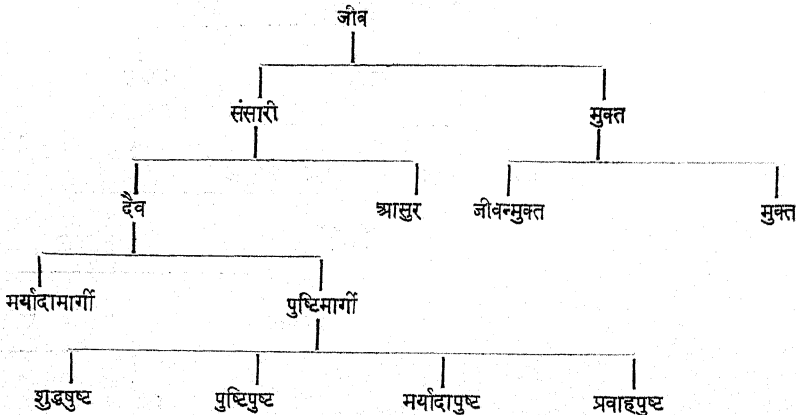 जीव
संसारी मुक्त
दैव आसुर जीवन्मुक्त मुक्त
मर्यादामार्गी पुष्टिमार्गी
शुद्धपुष्ट पुष्टिपुष्ट मर्यादापुष्ट प्रवाहपुष्ट